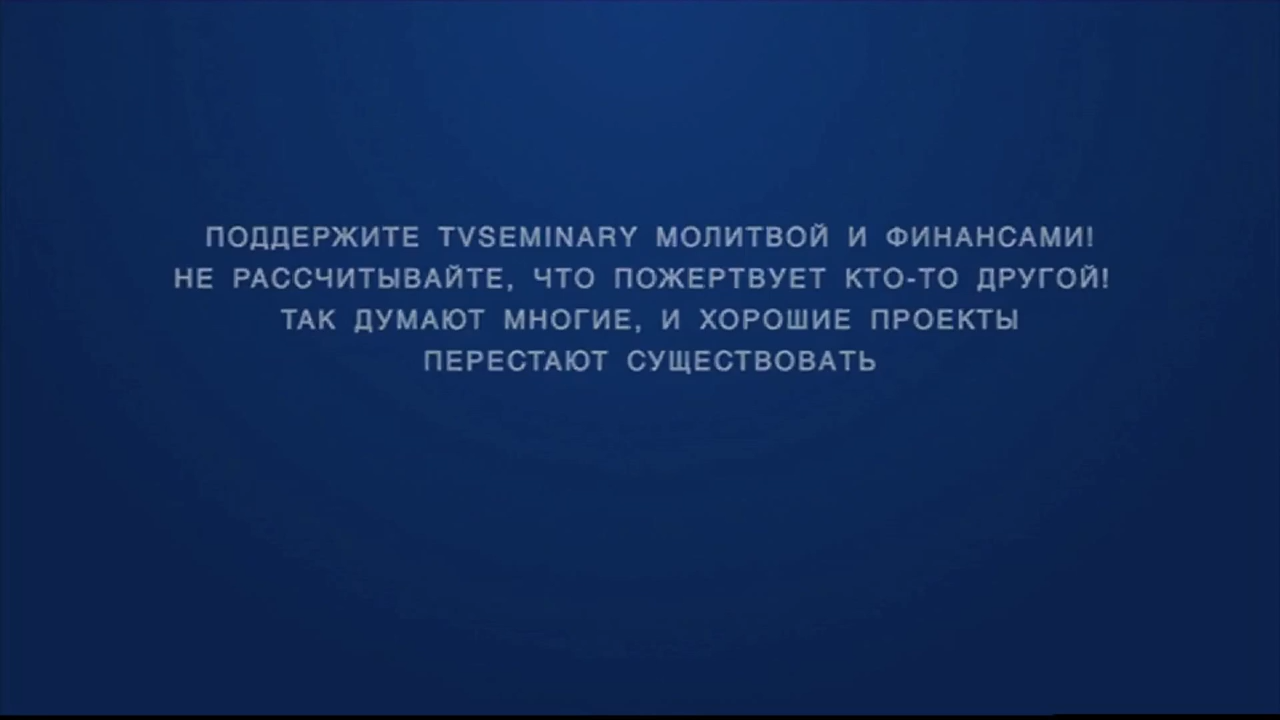 ПОДДЕРЖИТЕ TVSEMINARY МОЛИТВОЙ И ФИНАНСАМИ!
НЕ РАССЧИТЫВАЙТЕ, ЧТО ПОЖЕРТВУЕТ КТО-ТО ДРУГОЙ!
ТАК ДУМАЮТ МНОГИЕ, И ХОРОШИЕ ПРОЕКТЫ
ПЕРЕСТАЮТ СУЩЕСТВОВАТЬ